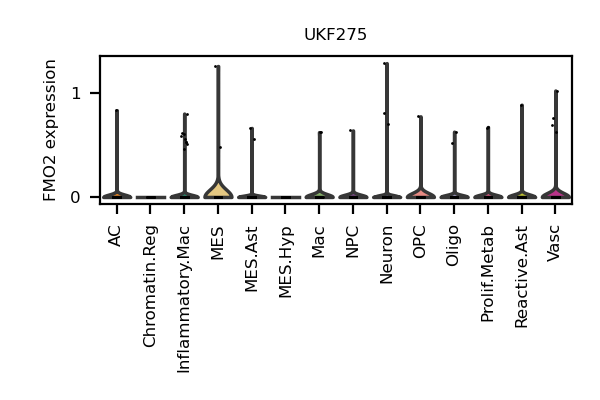 UKF275
FMO2 expression
1
0
AC
Chromatin.Reg
Inflammatory.Mac
MES
MES.Ast
MES.Hyp
Mac
NPC
Neuron
OPC
Oligo
Prolif.Metab
Reactive.Ast
Vasc